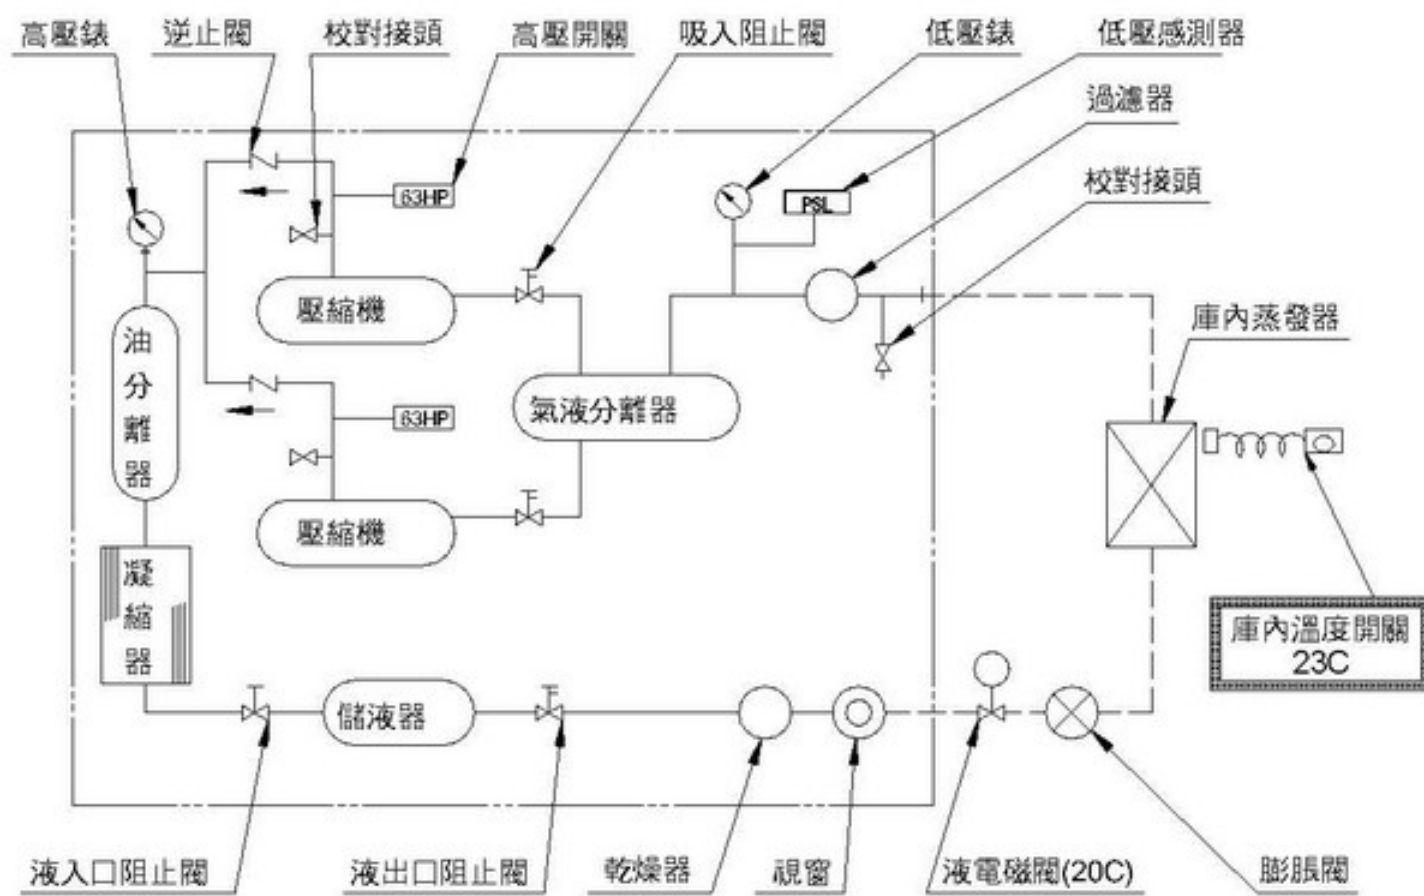 高壓錶
逆止閥
校對接頭
高壓開關
吸入阻止閥
低壓錶
低壓感測器
過濾器
校對接頭
63HP
PSL
壓縮機
油分離器
庫內蒸發器
氣液分離器
63HP
壓縮機
凝縮器
庫內溫度開關
23C
儲液器
液入口阻止閥
液出口阻止閥
乾燥器
視窗
液電磁閥(20C)
膨脹閥